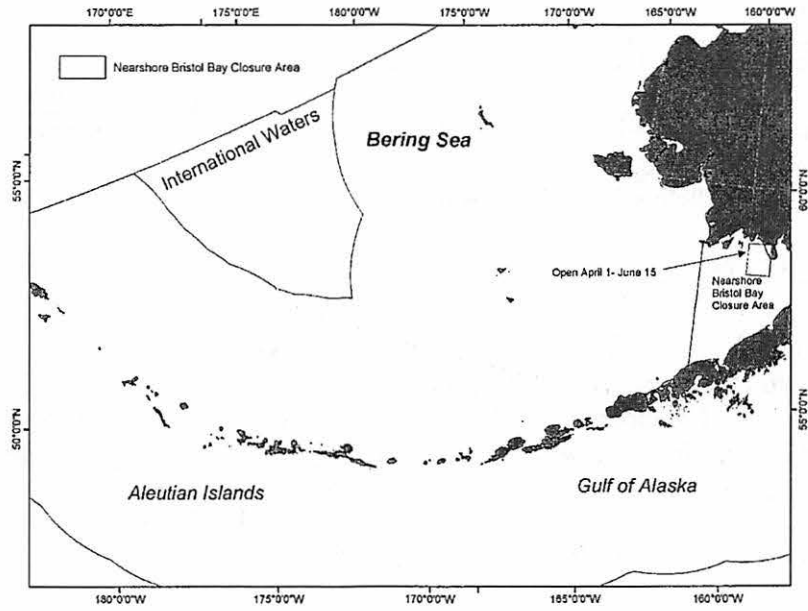 170°0'0"E 175°0'0"E 180°0'0" 170°0'0"W 165°0'0"W 160°0'0"W
Nearshore Bristol Bay Closure Area
International Waters
Bering Sea
55°0'0"N
60°0'0"N
Open April 1- June 15
Nearshore
Bristol Bay
Closure Area
50°0'0"N
55°0'0"N
Aleutian Islands
Gulf of Alaska
180°0'0" 175°0'0"W 170°0'0"W 165°0'0"W 160°0'0"W